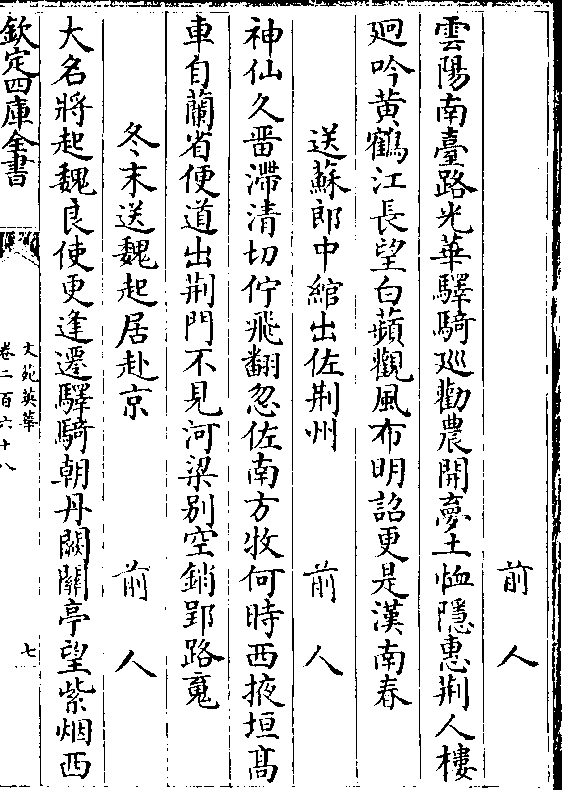 前人
雲陽南臺路光華驛騎巡勸農開夢土恤隱惠荆人樓
廻吟黄鶴江長望白蘋觀風布明詔更是漢南春
送蘇郎中綰出佐荆州　前人
神仙久畱滯清切佇飛翻忽佐南方牧何時西掖垣髙
車自蘭省便道出荆門不見河梁别空銷郢路䰟
冬末送魏起居赴京　前人
大名將起魏良使更逢遷驛騎朝丹闕關亭望紫烟西
欽定四庫全書
文苑英華
卷二百六十八
七